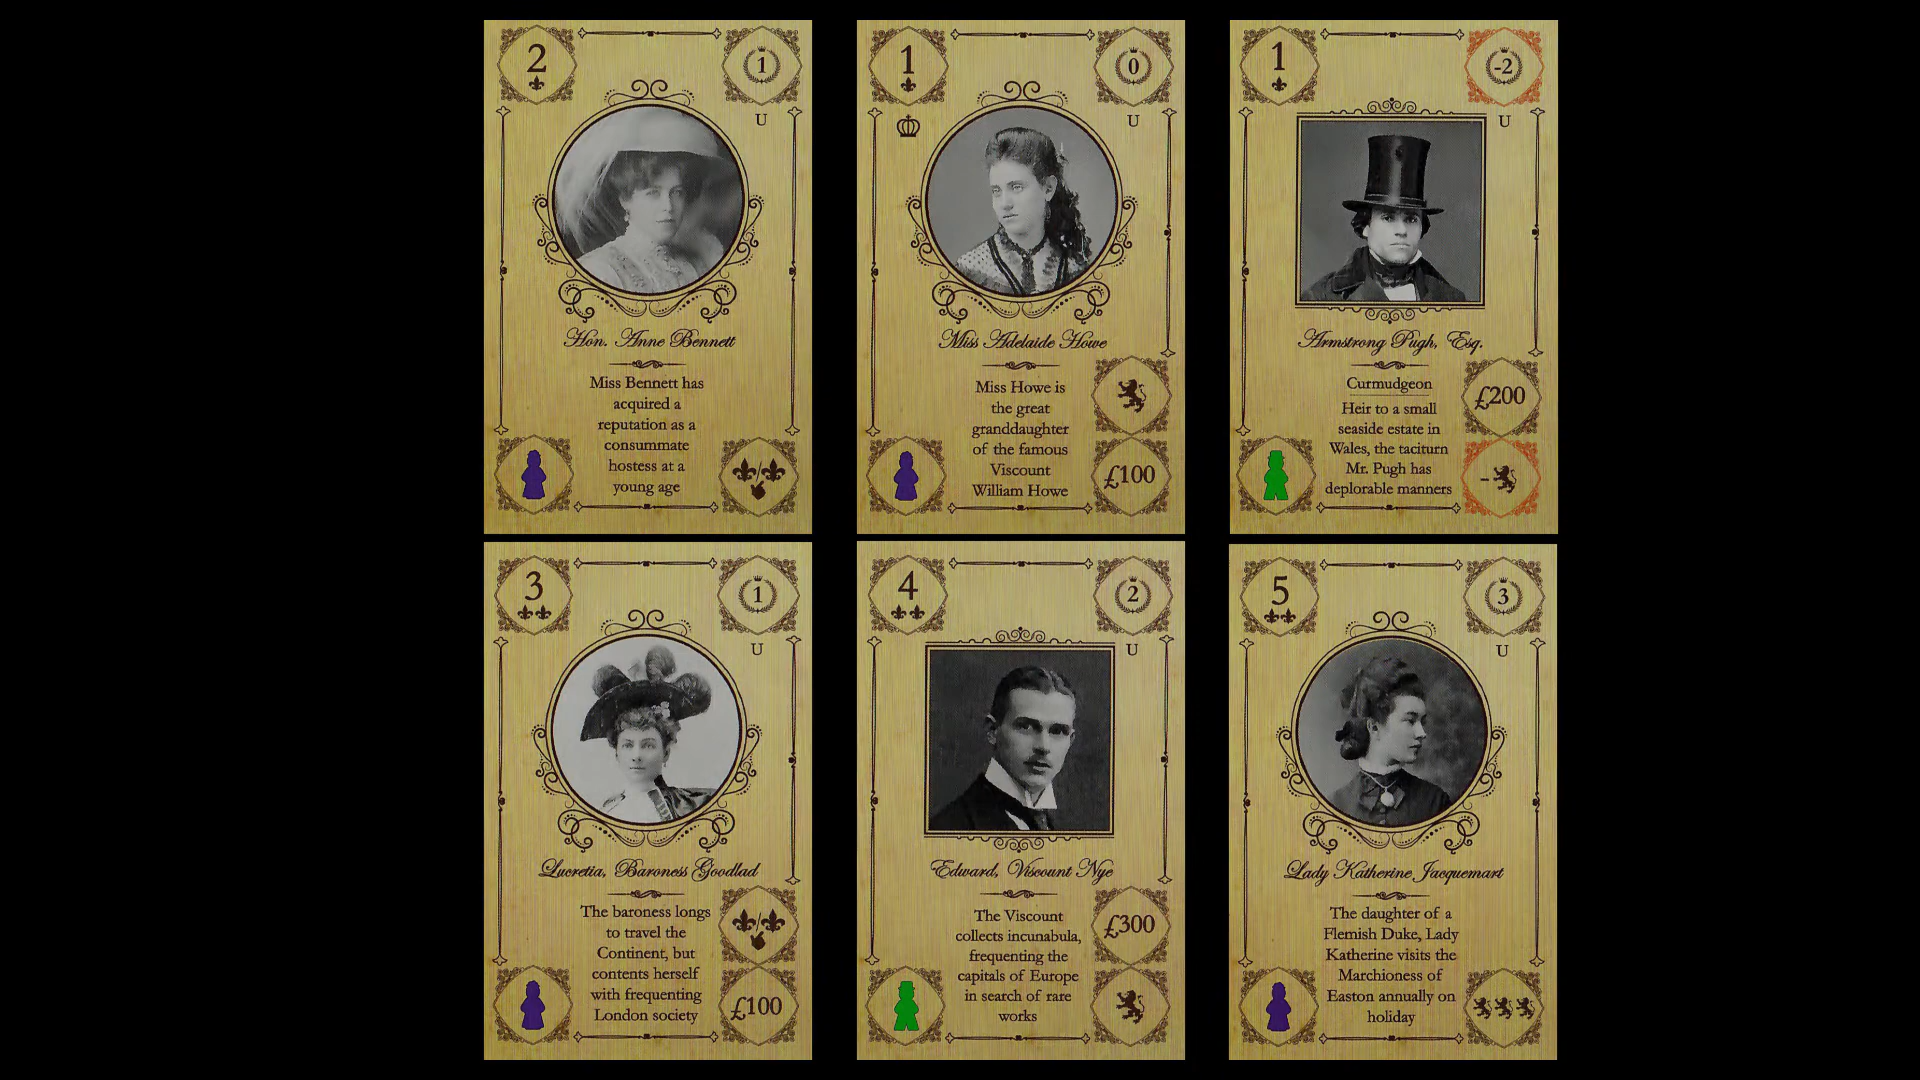 2
1
U
Hon. Anne Bennett
Miss Bennett has
acquired a
reputation as a
consummate
hostess at a
young age
/
1
0
U
Miss Adelaide Howe
Miss Howe is
the great
granddaughter
of the famous
Viscount
William Howe
£100
1
-2
U
Armstrong Pugh, Esq.
Curmudgeon
Heir to a small
seaside estate in
Wales, the taciturn
Mr. Pugh has
deplorable manners
£200
-
3
1
U
Lucretia, Baroness Goodlad
The baroness longs
to travel the
Continent, but
contents herself
with frequenting
London society
/
£100
4
2
U
Edward, Viscount Nye
The Viscount
collects incunabula,
frequenting the
capitals of Europe
in search of rare
works
£300
5
3
U
Lady Katherine Jacquemart
The daughter of a
Flemish Duke, Lady
Katherine visits the
Marchioness of
Easton annually on
holiday